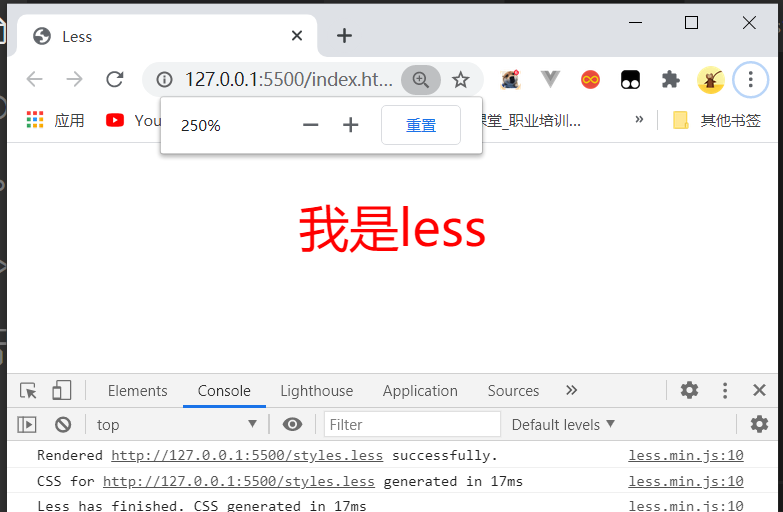 Less
127.0.0.1:5500/index.ht...
应用 You 课堂_职业培训... » 其他书签
250% 重置
我是less
Elements Console Lighthouse Application Sources »
top Filter Default levels
Rendered http://127.0.0.1:5500/styles.less successfully. less.min.js:10
CSS for http://127.0.0.1:5500/styles.less generated in 17ms less.min.js:10
Less has finished. CSS generated in 17ms less.min.js:10